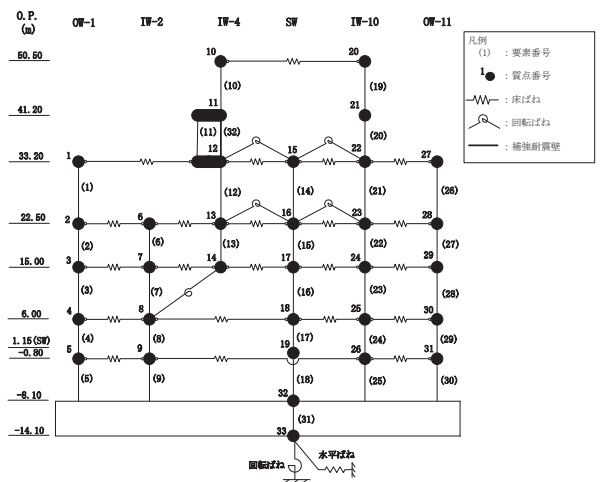 O.P.
(m)
OW-1 IW-2 IW-4 SW IW-10 OW-11
凡例
(1) : 要素番号
1 : 質点番号
: 床ばね
: 回転ばね
: 補強耐震壁
50.50 10 20
(10) (19)
41.20 11 21
(11) (32) (20)
33.20 1 12 15 22 27
(1) (12) (14) (21) (26)
22.50 2 6 13 16 23 28
(2) (6) (13) (15) (22) (27)
15.00 3 7 14 17 24 29
(3) (7) (16) (23) (28)
6.00 4 8 18 25 30
(4) (8) (17) (24) (29)
1.15(SW) 19
-0.80 5 9 26 31
(5) (9) (18) (25) (30)
-8.10 32
(31)
-14.10 33
水平ばね
回転ばね